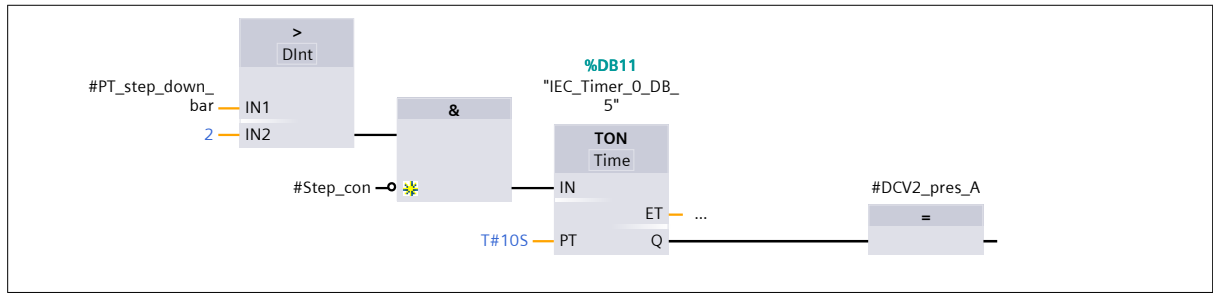 >
DInt
#PT_step_down_
bar
IN1
2
IN2
&
#Step_con
%DB11
"IEC_Timer_0_DB_
5"
TON
Time
IN
ET
...
T#10S
PT
Q
#DCV2_pres_A
=